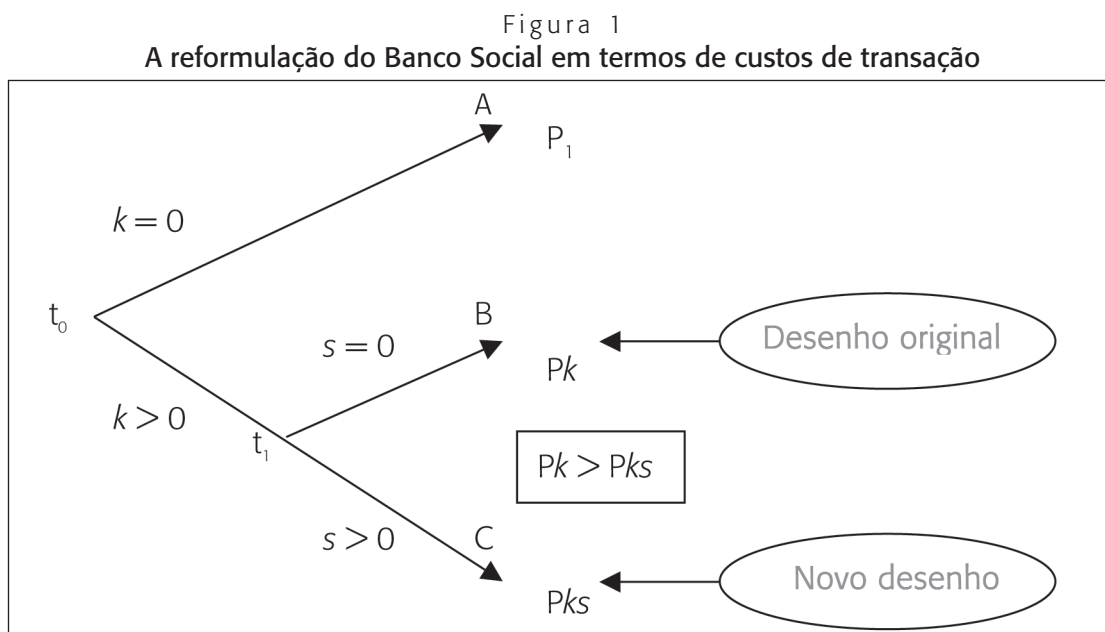 Figura 1
A reformulação do Banco Social em termos de custos de transação
A
P₁
k = 0
t₀
B
s = 0
Desenho original
Pk
k > 0
t₁
Pk > Pks
s > 0
C
Novo desenho
Pks